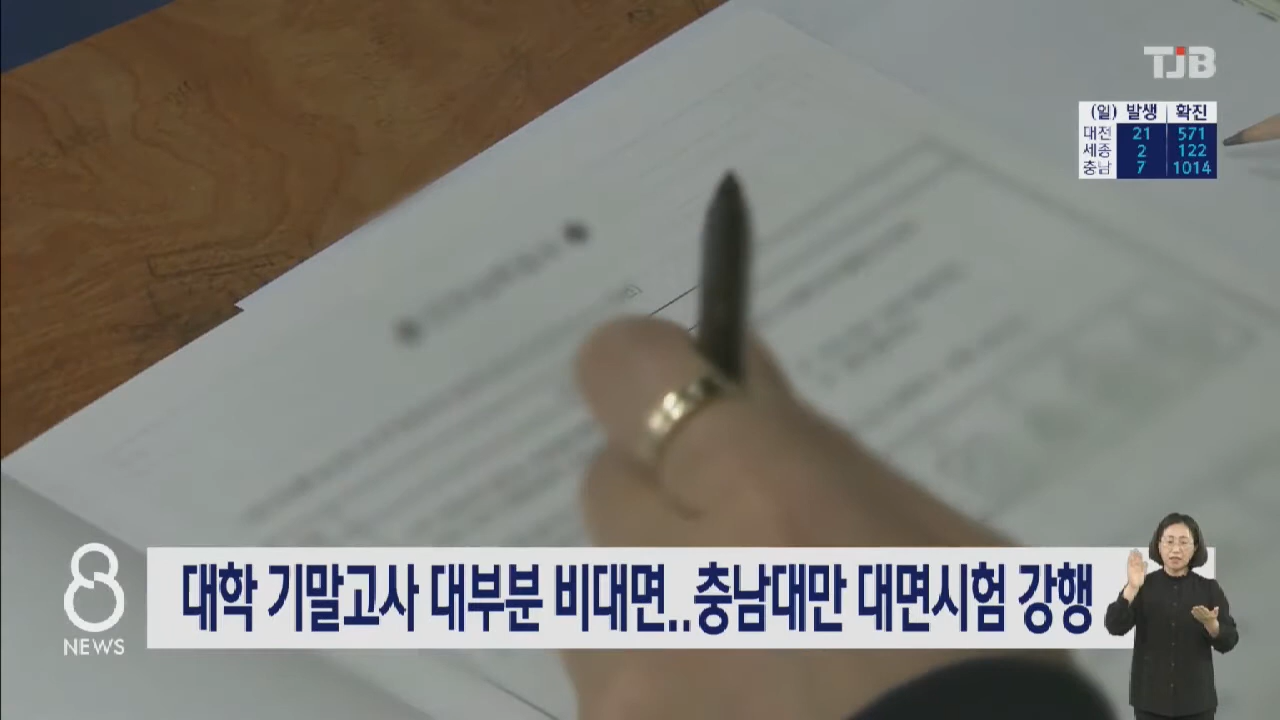 TJB
(일) 발생 확진
대전 21 571
세종 2 122
충남 7 1014
8
NEWS
대학 기말고사 대부분 비대면..충남대만 대면시험 강행